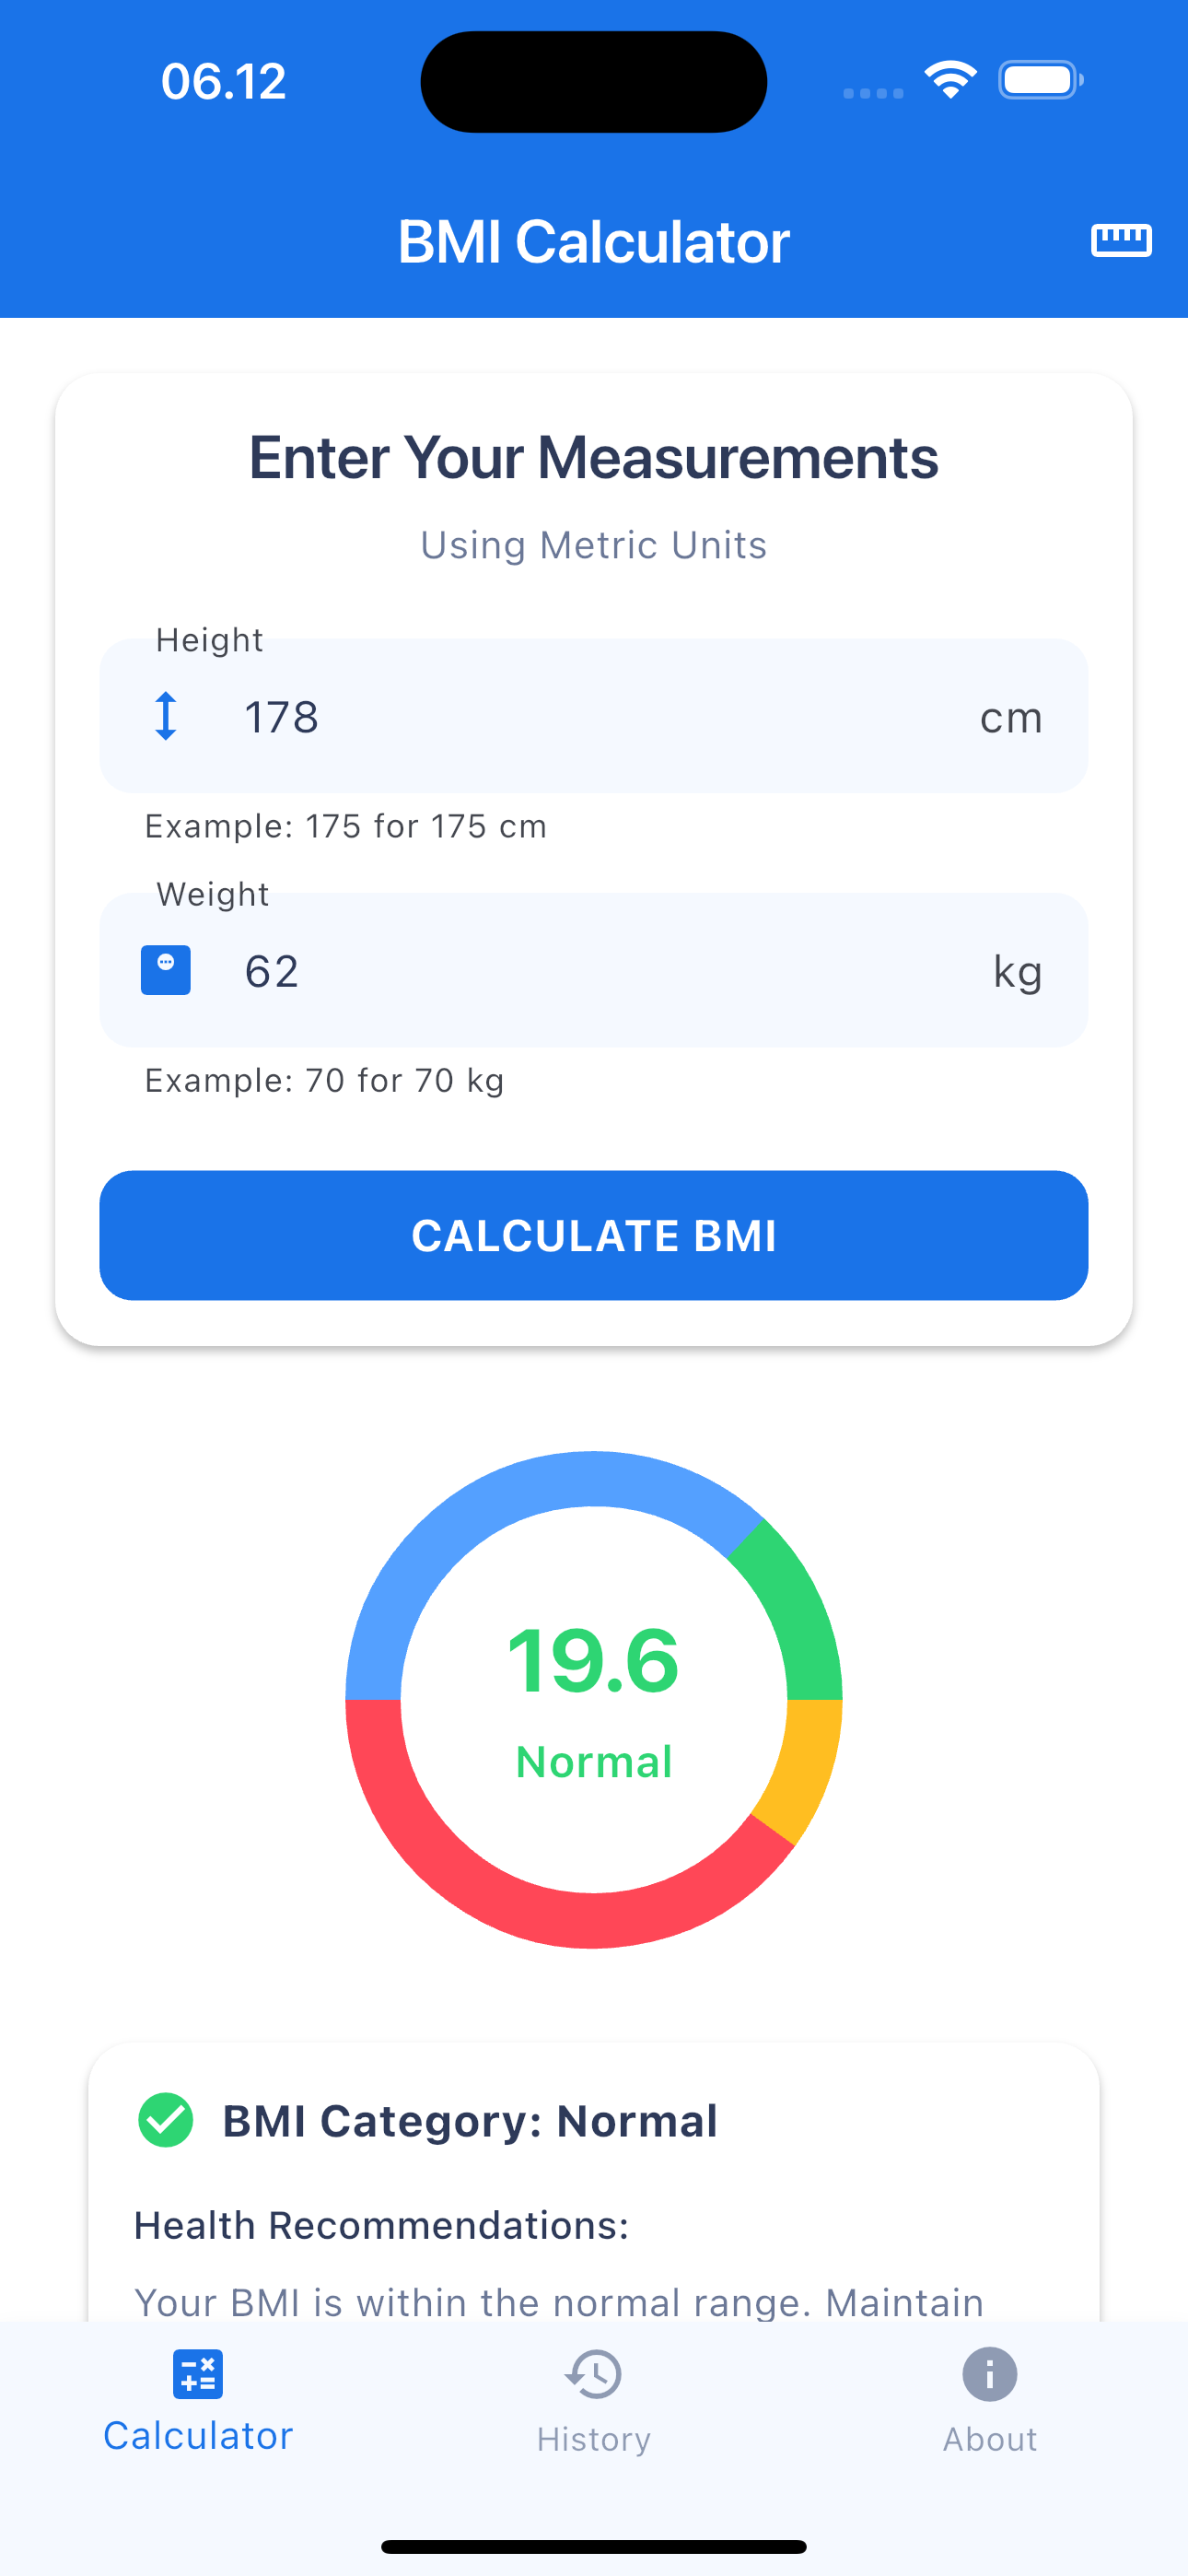 06.12
BMI Calculator
Enter Your Measurements
Using Metric Units
Height
178 cm
Example: 175 for 175 cm
Weight
62 kg
Example: 70 for 70 kg
CALCULATE BMI
19.6
Normal
BMI Category: Normal
Health Recommendations:
Your BMI is within the normal range. Maintain
Calculator History About